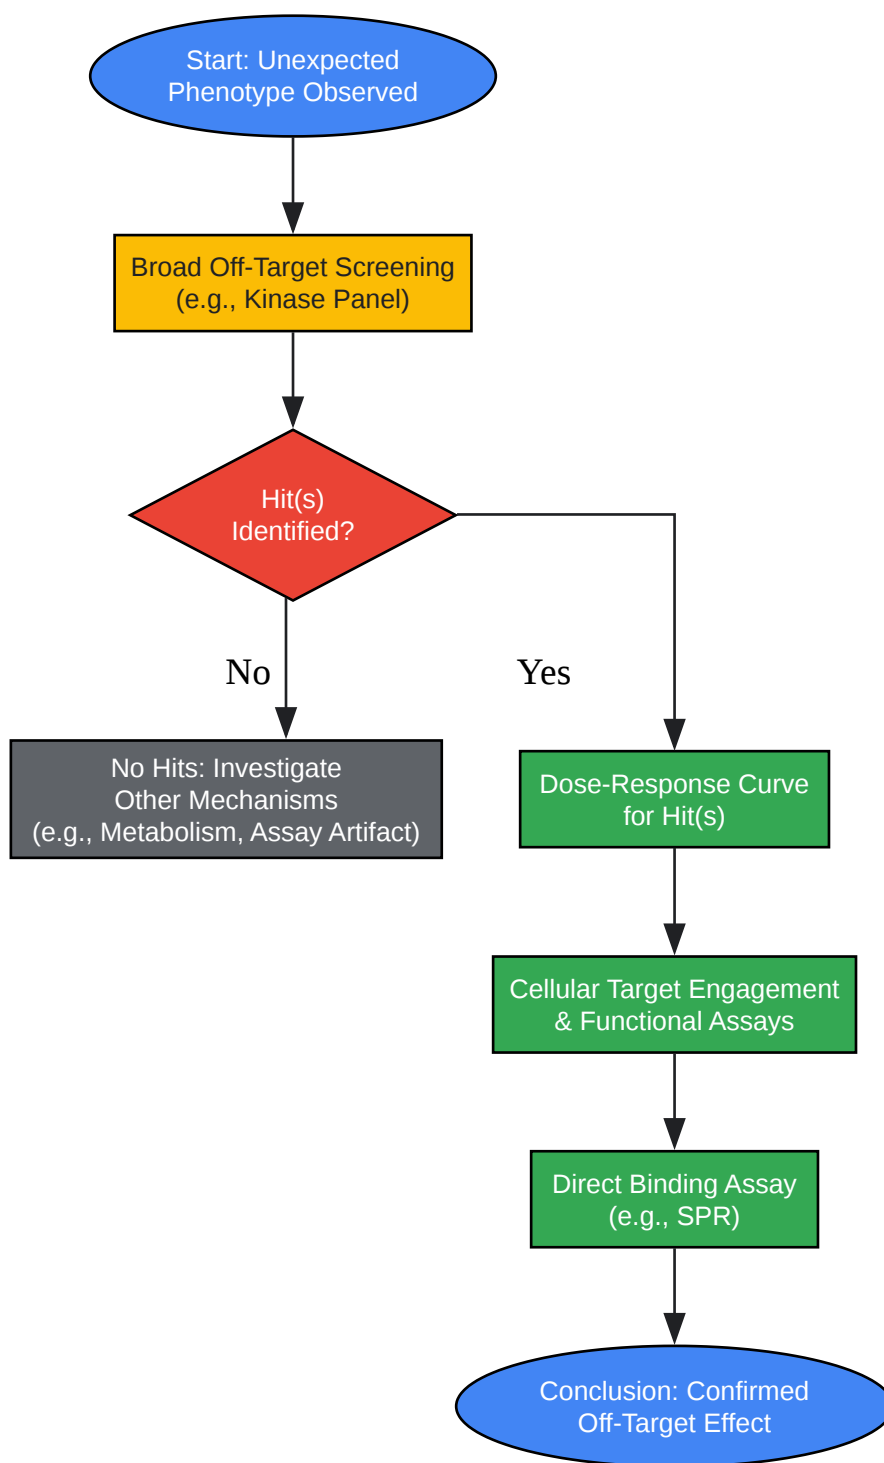 Start: Unexpected
Phenotype Observed
Broad Off-Target Screening
(e.g., Kinase Panel)
Hit(s)
Identified?
No
Yes
No Hits: Investigate
Other Mechanisms
(e.g., Metabolism, Assay Artifact)
Dose-Response Curve
for Hit(s)
Cellular Target Engagement
& Functional Assays
Direct Binding Assay
(e.g., SPR)
Conclusion: Confirmed
Off-Target Effect